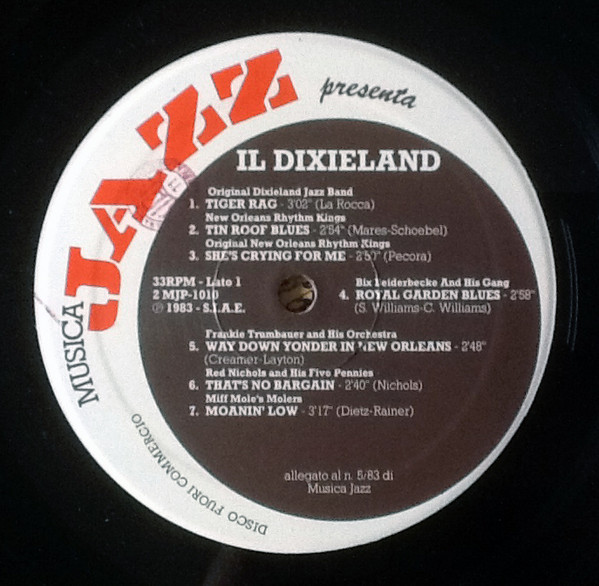 MUSICA JAZZ presenta
IL DIXIELAND
Original Dixieland Jazz Band
1. TIGER RAG - 3'02" (La Rocca)
New Orleans Rhythm Kings
2. TIN ROOF BLUES - 2'54" (Mares-Schoebel)
Original New Orleans Rhythm Kings
3. SHE'S CRYING FOR ME - 2'50" (Pecora)
33RPM - Lato 1
2 MJP-1010
℗ 1983 - S.I.A.E.
Bix Beiderbecke And His Gang
4. ROYAL GARDEN BLUES - 2'58"
(S. Williams-C. Williams)
Frankie Trumbauer and His Orchestra
5. WAY DOWN YONDER IN NEW ORLEANS - 2'48"
(Creamer-Layton)
Red Nichols and His Five Pennies
6. THAT'S NO BARGAIN - 2'40" (Nichols)
Miff Mole's Molers
7. MOANIN' LOW - 3'17" (Dietz-Rainer)
allegato al n. 5/83 di
Musica Jazz
DISCO FUORI COMMERCIO